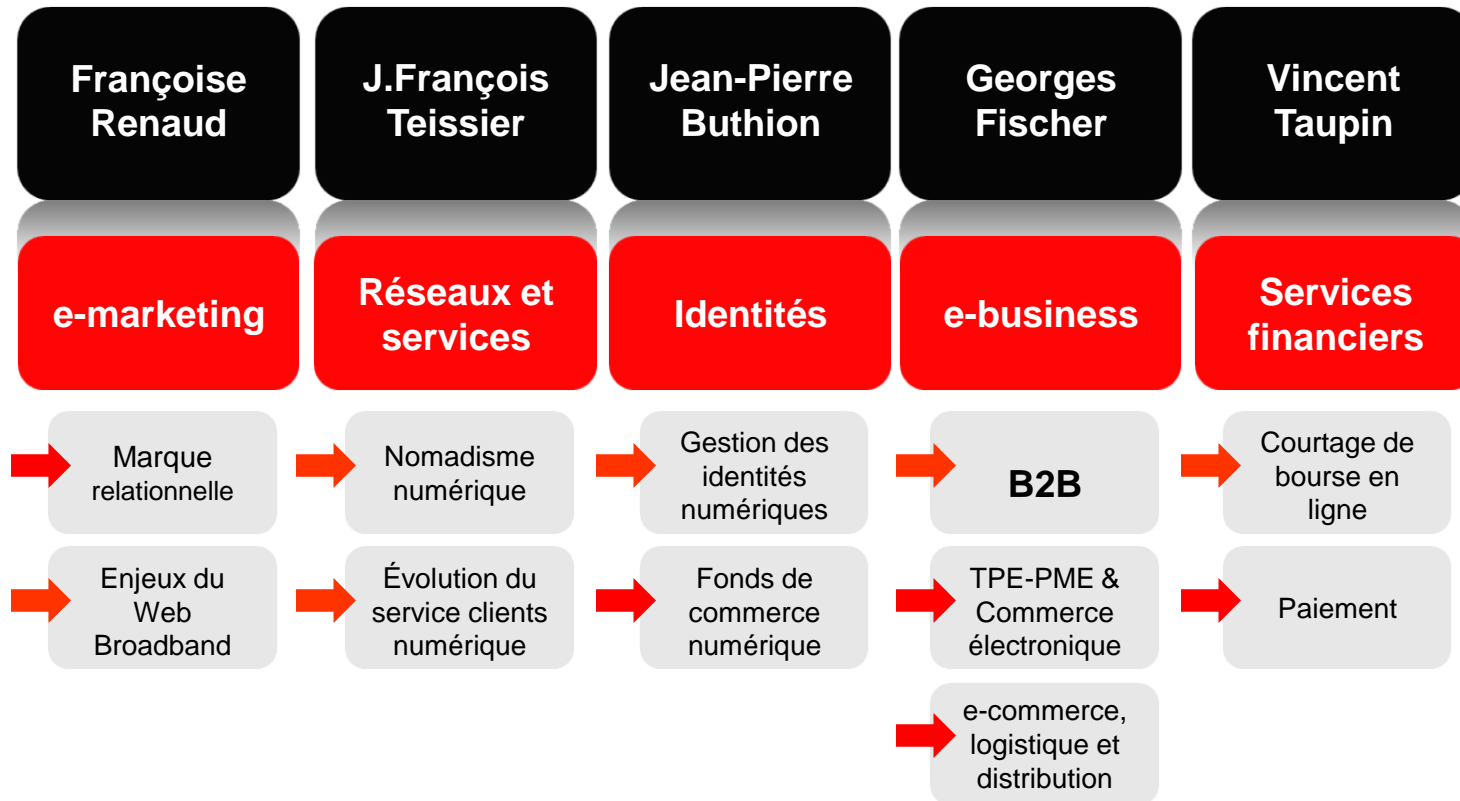 Françoise
Renaud
J.François
Teissier
Jean-Pierre
Buthion
Georges
Fischer
Vincent
Taupin
e-marketing
Réseaux et
services
Identités
e-business
Services
financiers
Marque
relationnelle
Nomadisme
numérique
Gestion des
identités
numériques
B2B
Courtage de
bourse en
ligne
Enjeux du
Web
Broadband
Évolution du
service clients
numérique
Fonds de
commerce
numérique
TPE-PME &
Commerce
électronique
Paiement
e-commerce,
logistique et
distribution